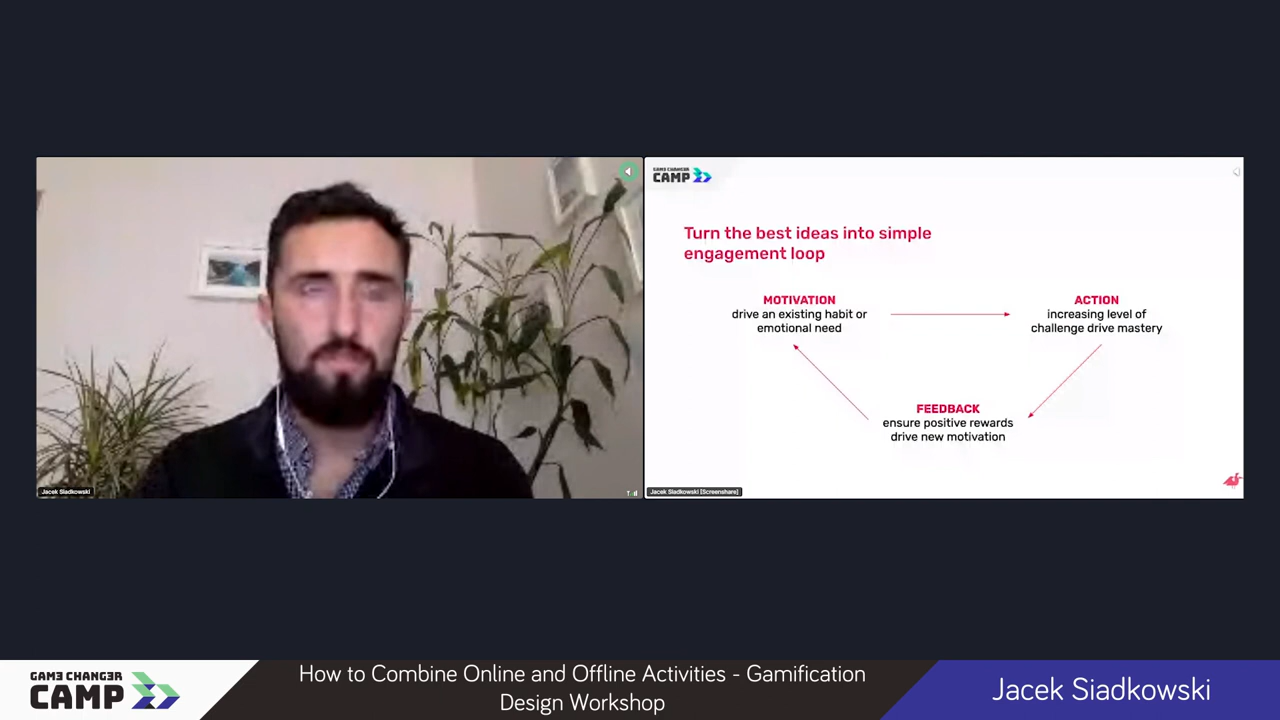 GAME CHANGER
CAMP
Turn the best ideas into simple
engagement loop
MOTIVATION
drive an existing habit or
emotional need
ACTION
increasing level of
challenge drive mastery
FEEDBACK
ensure positive rewards
drive new motivation
Jacek Siadkowski
Jacek Siadkowski [Screenshare]
GAM3 CHANG3R
CAMP
How to Combine Online and Offline Activities - Gamification
Design Workshop
Jacek Siadkowski